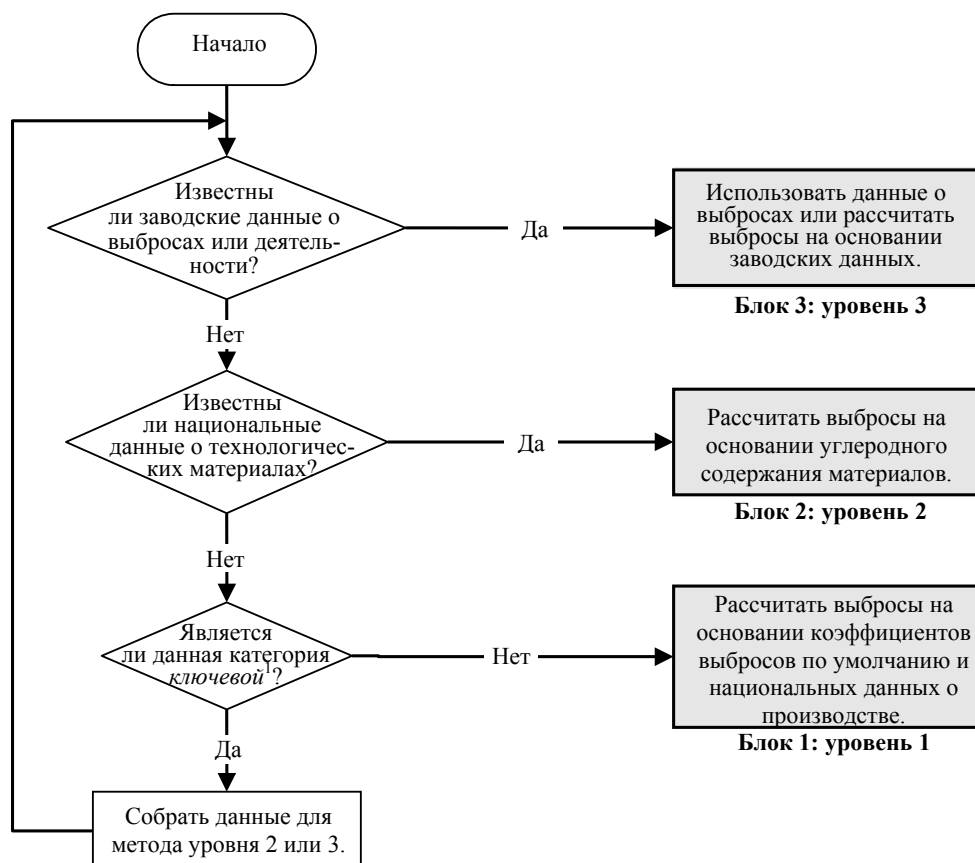 Начало
Известны
ли заводские данные о
выбросах или деятель-
ности?
Да
Использовать данные о
выбросах или рассчитать
выбросы на основании
заводских данных.
Блок 3: уровень 3
Нет
Известны
ли национальные
данные о технологичес-
ких материалах?
Да
Рассчитать выбросы на
основании углеродного
содержания материалов.
Блок 2: уровень 2
Нет
Является
ли данная категория
ключевой¹?
Нет
Рассчитать выбросы на
основании коэффициентов
выбросов по умолчанию и
национальных данных о
производстве.
Блок 1: уровень 1
Да
Собрать данные для
метода уровня 2 или 3.